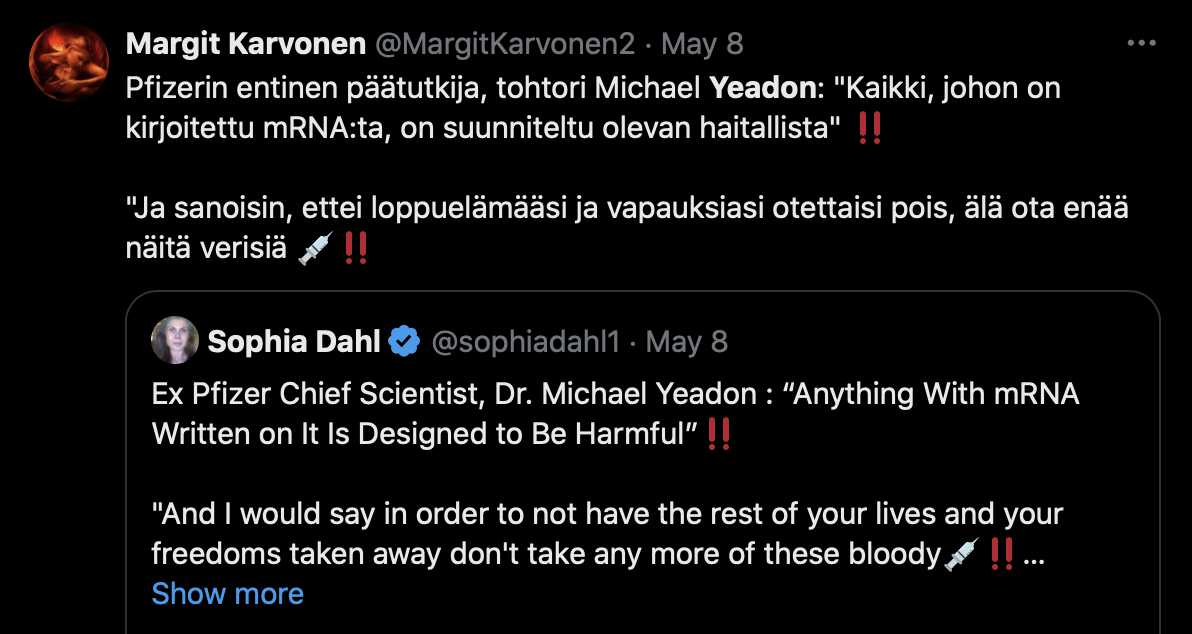 Margit Karvonen @MargitKarvonen2 · May 8
Pfizerin entinen päätutkija, tohtori Michael Yeadon: "Kaikki, johon on
kirjoitettu mRNA:ta, on suunniteltu olevan haitallista" ‼️
"Ja sanoisin, ettei loppuelämääsi ja vapauksiasi otettaisi pois, älä ota enää
näitä verisiä 💉 ‼️
Sophia Dahl @sophiadahl1 · May 8
Ex Pfizer Chief Scientist, Dr. Michael Yeadon : “Anything With mRNA
Written on It Is Designed to Be Harmful” ‼️
"And I would say in order to not have the rest of your lives and your
freedoms taken away don't take any more of these bloody💉 ‼️ ...
Show more